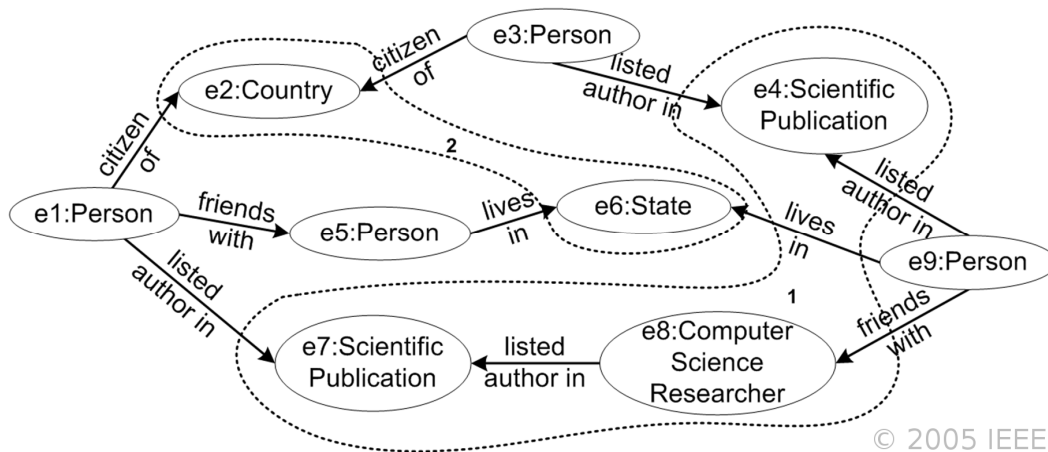 e3:Person
citizen
of
listed
author in
e2:Country
e4:Scientific
Publication
citizen
of
2
listed
author in
e1:Person
friends
with
e5:Person
lives
in
e6:State
lives
in
e9:Person
listed
author in
1
friends
with
e7:Scientific
Publication
listed
author in
e8:Computer
Science
Researcher
© 2005 IEEE